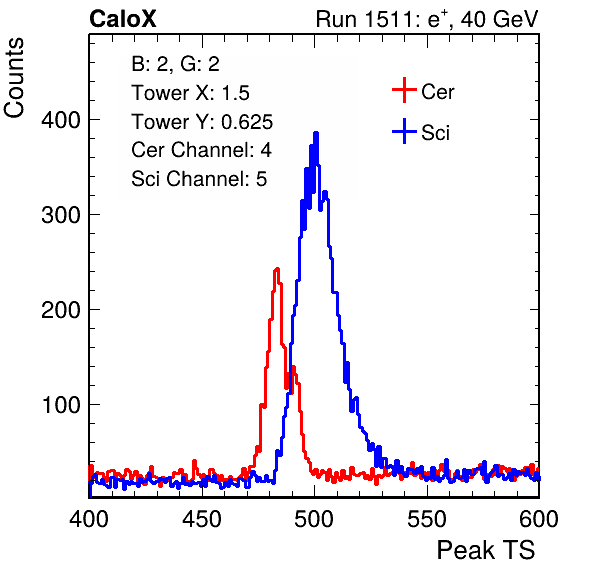 CaloX Run 1511: e⁺, 40 GeV
B: 2, G: 2
Tower X: 1.5
Tower Y: 0.625
Cer Channel: 4
Sci Channel: 5
Cer
Sci
Counts
400
300
200
100
400 450 500 550 600
Peak TS